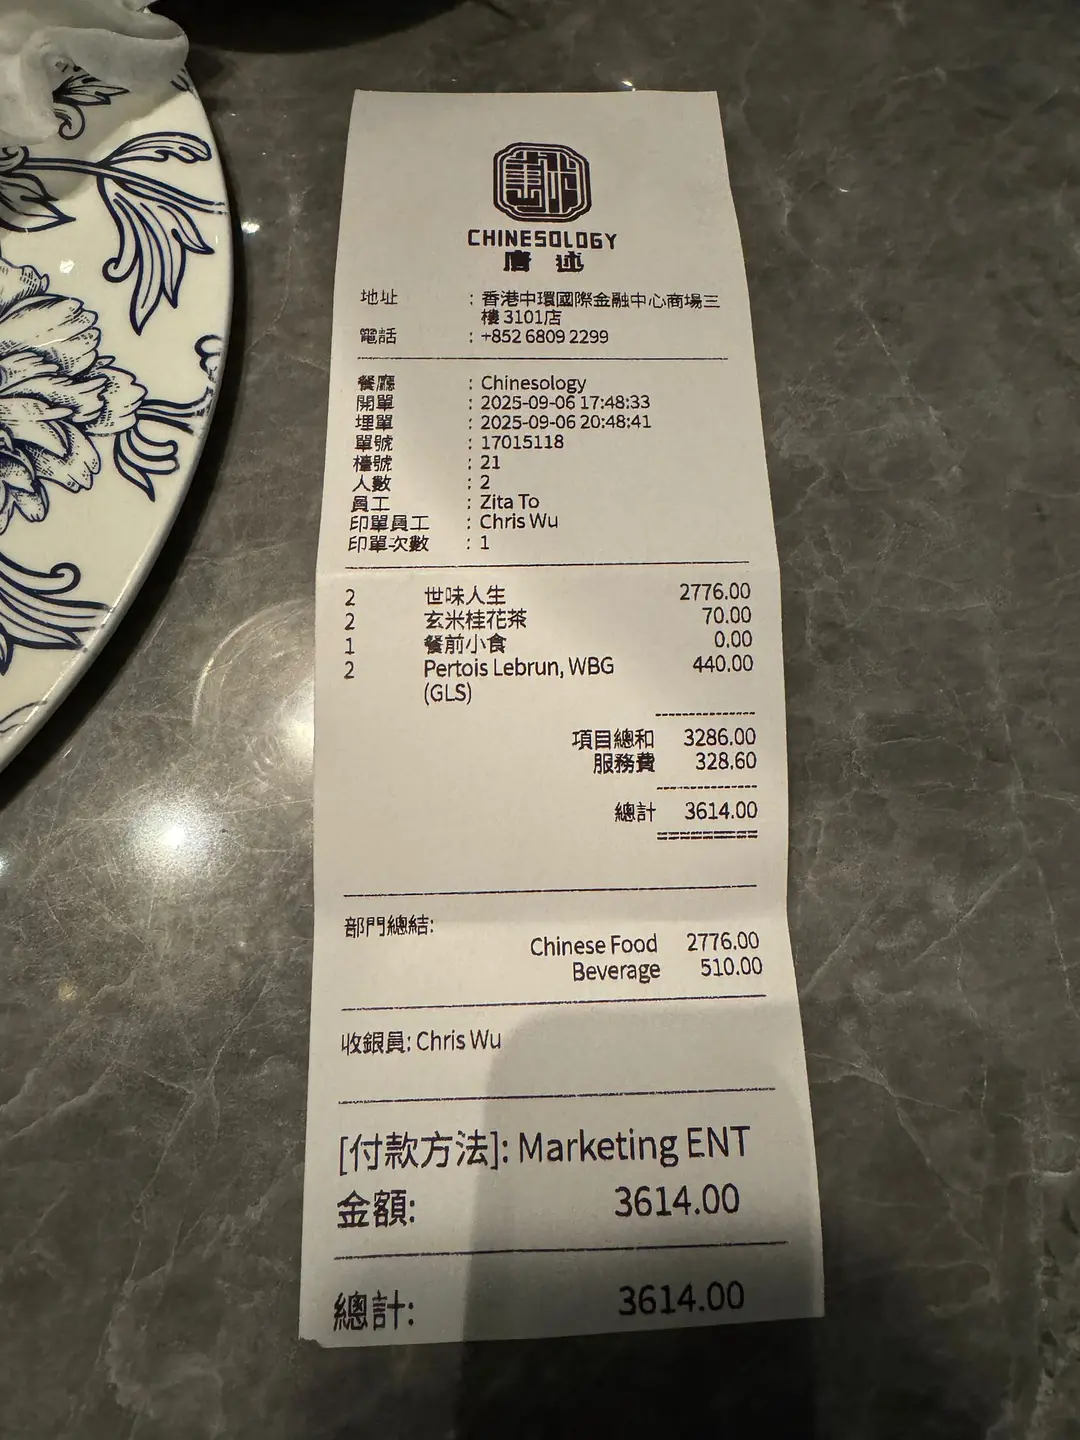 CHINESOLOGY
唐述
地址 : 香港中環國際金融中心商場三
樓 3101店
電話 : +852 6809 2299
餐廳 : Chinesology
開單 : 2025-09-06 17:48:33
埋單 : 2025-09-06 20:48:41
單號 : 17015118
檯號 : 21
人數 : 2
員工 : Zita To
印單員工 : Chris Wu
印單次數 : 1
2 世味人生 2776.00
2 玄米桂花茶 70.00
1 餐前小食 0.00
2 Pertois Lebrun, WBG 440.00
(GLS)
項目總和 3286.00
服務費 328.60
總計 3614.00
部門總結:
Chinese Food 2776.00
Beverage 510.00
收銀員: Chris Wu
[付款方法]: Marketing ENT
金額: 3614.00
總計: 3614.00